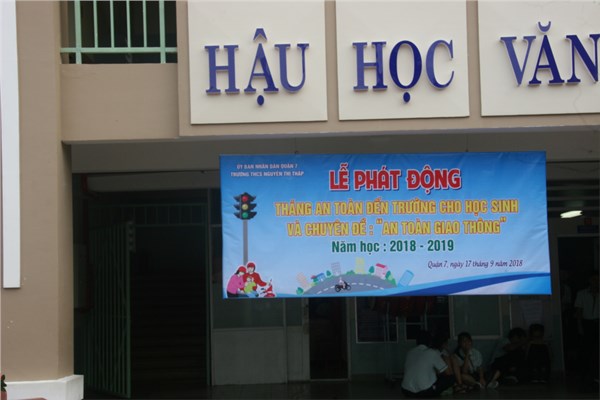 HẬU HỌC VĂN
ỦY BAN NHÂN DÂN QUẬN 7
TRƯỜNG THCS NGUYỄN THỊ THẬP
LỄ PHÁT ĐỘNG
THÁNG AN TOÀN ĐẾN TRƯỜNG CHO HỌC SINH
VÀ CHUYÊN ĐỀ : "AN TOÀN GIAO THÔNG"
Năm học : 2018 - 2019
Quận 7, ngày 17 tháng 9 năm 2018